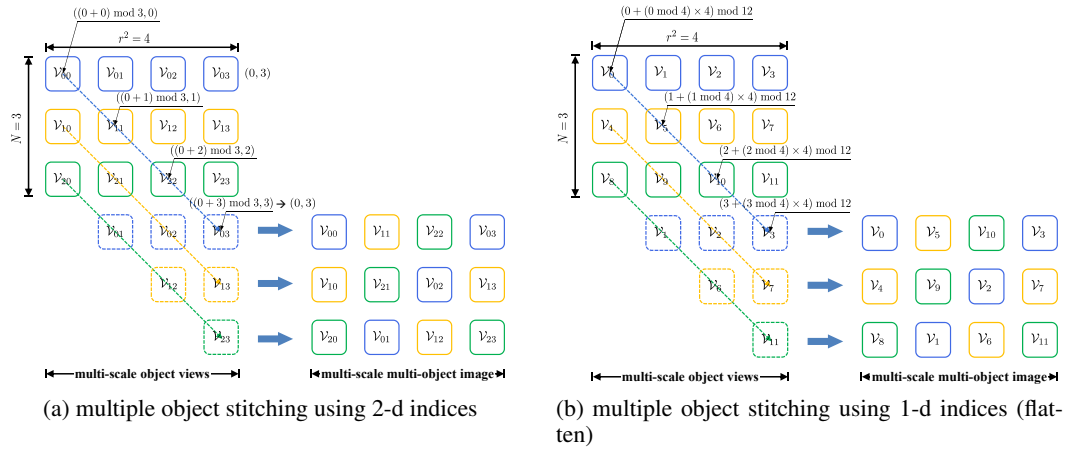 ((0 + 0) mod 3, 0)
r² = 4
N = 3
𝒱₀₀ 𝒱₀₁ 𝒱₀₂ 𝒱₀₃ (0, 3)
((0 + 1) mod 3, 1)
𝒱₁₀ 𝒱₁₁ 𝒱₁₂ 𝒱₁₃
((0 + 2) mod 3, 2)
𝒱₂₀ 𝒱₂₁ 𝒱₂₂ 𝒱₂₃
((0 + 3) mod 3, 3) → (0, 3)
𝒱₀₁ 𝒱₀₂ 𝒱₀₃ 𝒱₀₀ 𝒱₁₁ 𝒱₂₂ 𝒱₀₃
𝒱₁₂ 𝒱₁₃ 𝒱₁₀ 𝒱₂₁ 𝒱₀₂ 𝒱₁₃
𝒱₂₃ 𝒱₂₀ 𝒱₀₁ 𝒱₁₂ 𝒱₂₃
multi-scale object views multi-scale multi-object image
(a) multiple object stitching using 2-d indices
(0 + (0 mod 4) × 4) mod 12
r² = 4
N = 3
𝒱₀ 𝒱₁ 𝒱₂ 𝒱₃
(1 + (1 mod 4) × 4) mod 12
𝒱₄ 𝒱₅ 𝒱₆ 𝒱₇
(2 + (2 mod 4) × 4) mod 12
𝒱₈ 𝒱₉ 𝒱₁₀ 𝒱₁₁
(3 + (3 mod 4) × 4) mod 12
𝒱₁ 𝒱₂ 𝒱₃ 𝒱₀ 𝒱₅ 𝒱₁₀ 𝒱₃
𝒱₆ 𝒱₇ 𝒱₄ 𝒱₉ 𝒱₂ 𝒱₇
𝒱₁₁ 𝒱₈ 𝒱₁ 𝒱₆ 𝒱₁₁
multi-scale object views multi-scale multi-object image
(b) multiple object stitching using 1-d indices (flat-
ten)